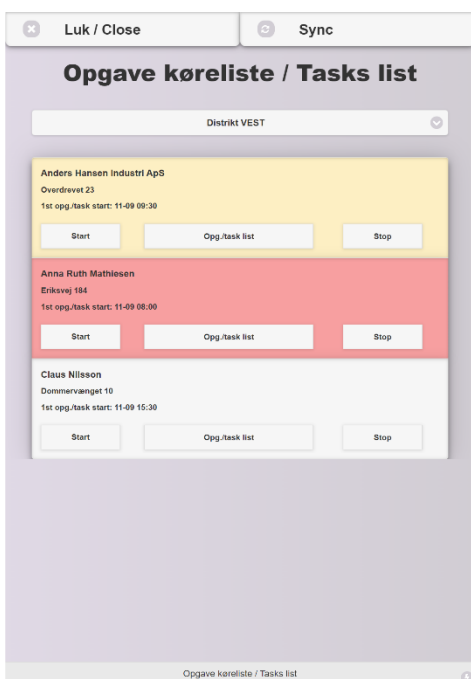 Luk / Close
Sync
Opgave køreliste / Tasks list
Distrikt VEST
Anders Hansen Industri ApS
Overdrevet 23
1st opg./task start: 11-09 09:30
Start
Opg./task list
Stop
Anna Ruth Mathiesen
Eriksvej 184
1st opg./task start: 11-09 08:00
Start
Opg./task list
Stop
Claus Nilsson
Dommervænget 10
1st opg./task start: 11-09 15:30
Start
Opg./task list
Stop
Opgave køreliste / Tasks list